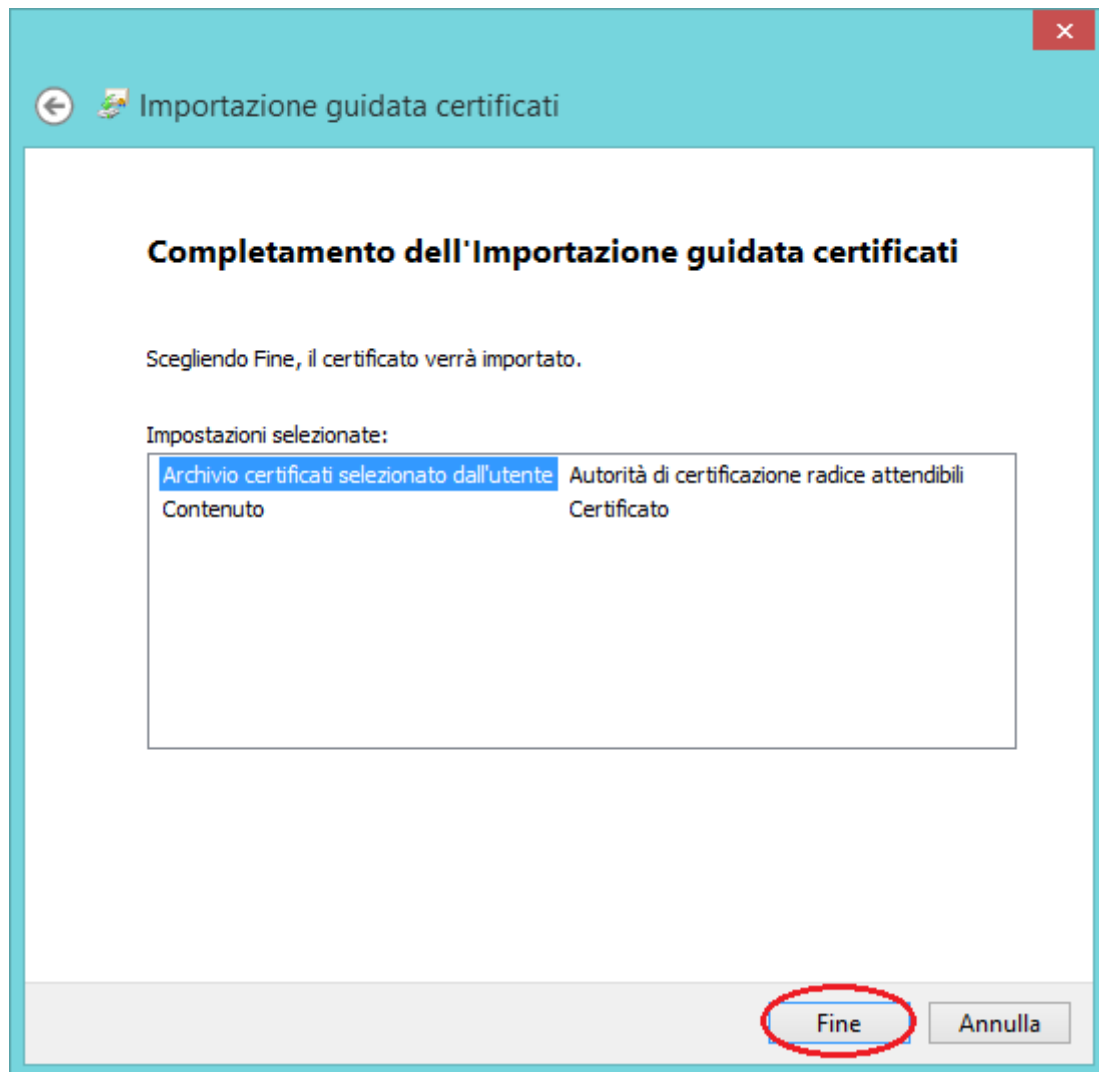 Importazione guidata certificati
Completamento dell'Importazione guidata certificati
Scegliendo Fine, il certificato verrà importato.
Impostazioni selezionate:
Archivio certificati selezionato dall'utente Autorità di certificazione radice attendibili
Contenuto Certificato
Fine Annulla